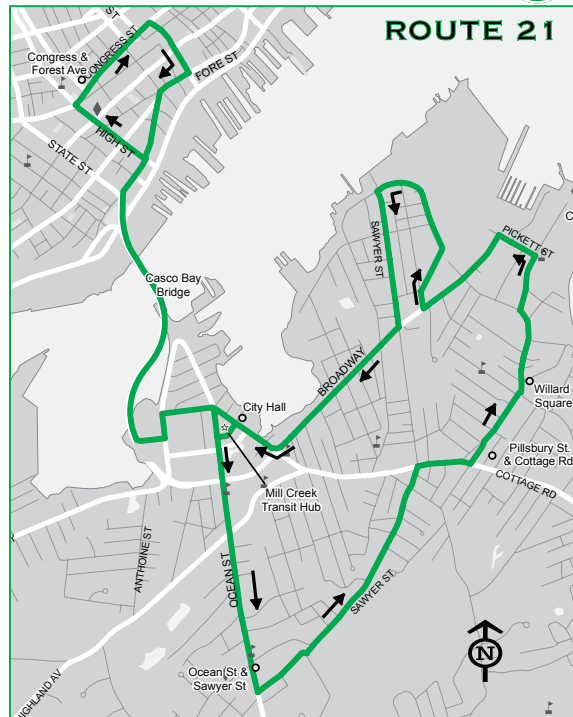 ROUTE 21
ST
ST
CONGRESS ST
Congress &
Forest Ave
FORE ST
HIGH ST
STATE ST
SAWYER ST
PICKETT ST
C
Casco Bay
Bridge
BROADWAY
Willard
Square
City Hall
Pillsbury St.
& Cottage Rd
COTTAGE RD
Mill Creek
Transit Hub
ANTHOINE ST
OCEAN ST
SAWYER ST
Ocean St &
Sawyer St
HIGHLAND AV
N